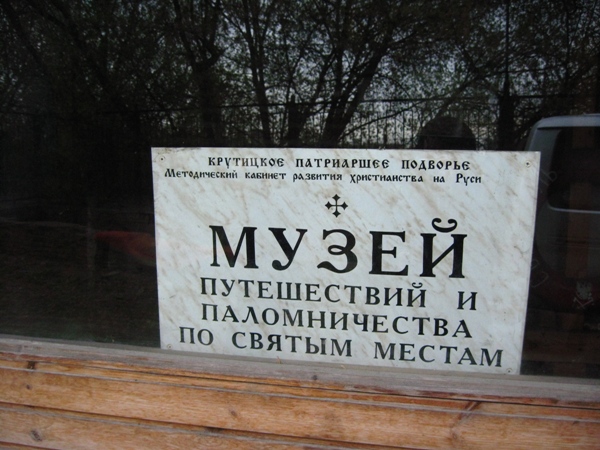 КРУТИЦКОЕ ПАТРИАРШЕЕ ПОДВОРЬЕ
Методический кабинет развития христианства на Руси
МУЗЕЙ
ПУТЕШЕСТВИЙ И
ПАЛОМНИЧЕСТВА
ПО СВЯТЫМ МЕСТАМ